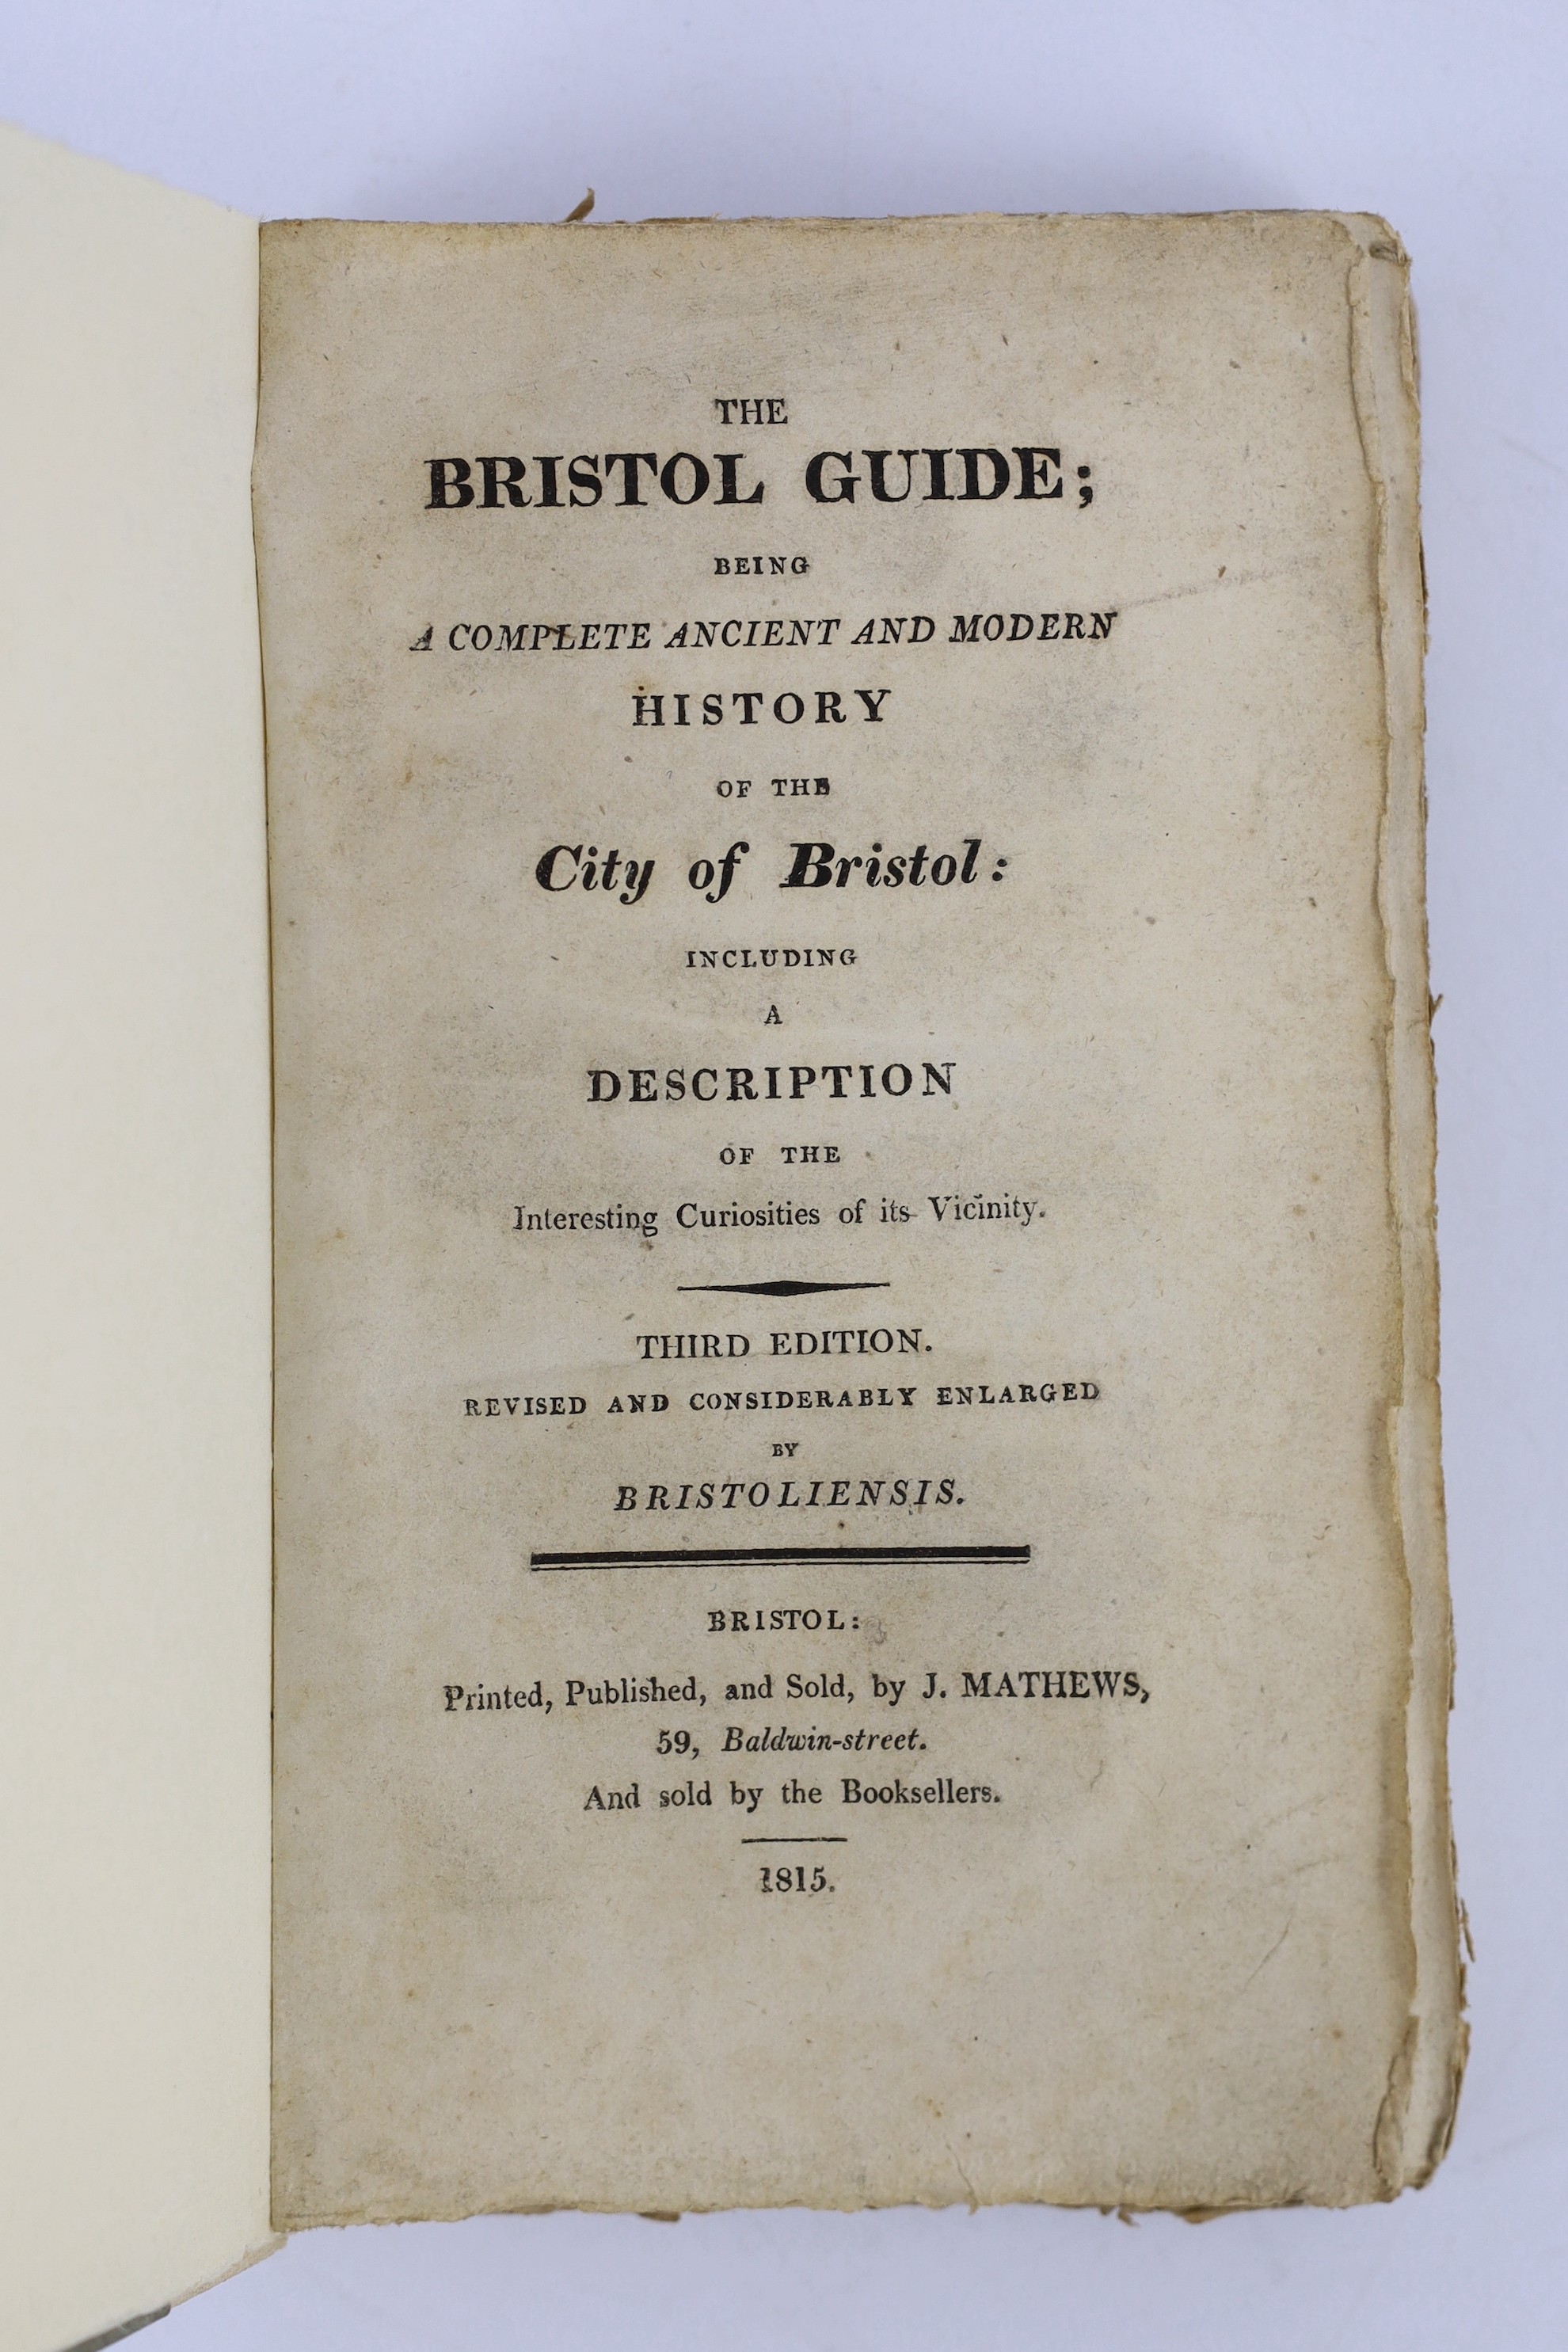 THE
BRISTOL GUIDE;
BEING
A COMPLETE ANCIENT AND MODERN
HISTORY
OF THE
City of Bristol:
INCLUDING
A
DESCRIPTION
OF THE
Interesting Curiosities of its Vicinity.
THIRD EDITION.
REVISED AND CONSIDERABLY ENLARGED
BY
BRISTOLIENSIS.
BRISTOL:
Printed, Published, and Sold, by J. MATHEWS,
59, Baldwin-street.
And sold by the Booksellers.
1815.